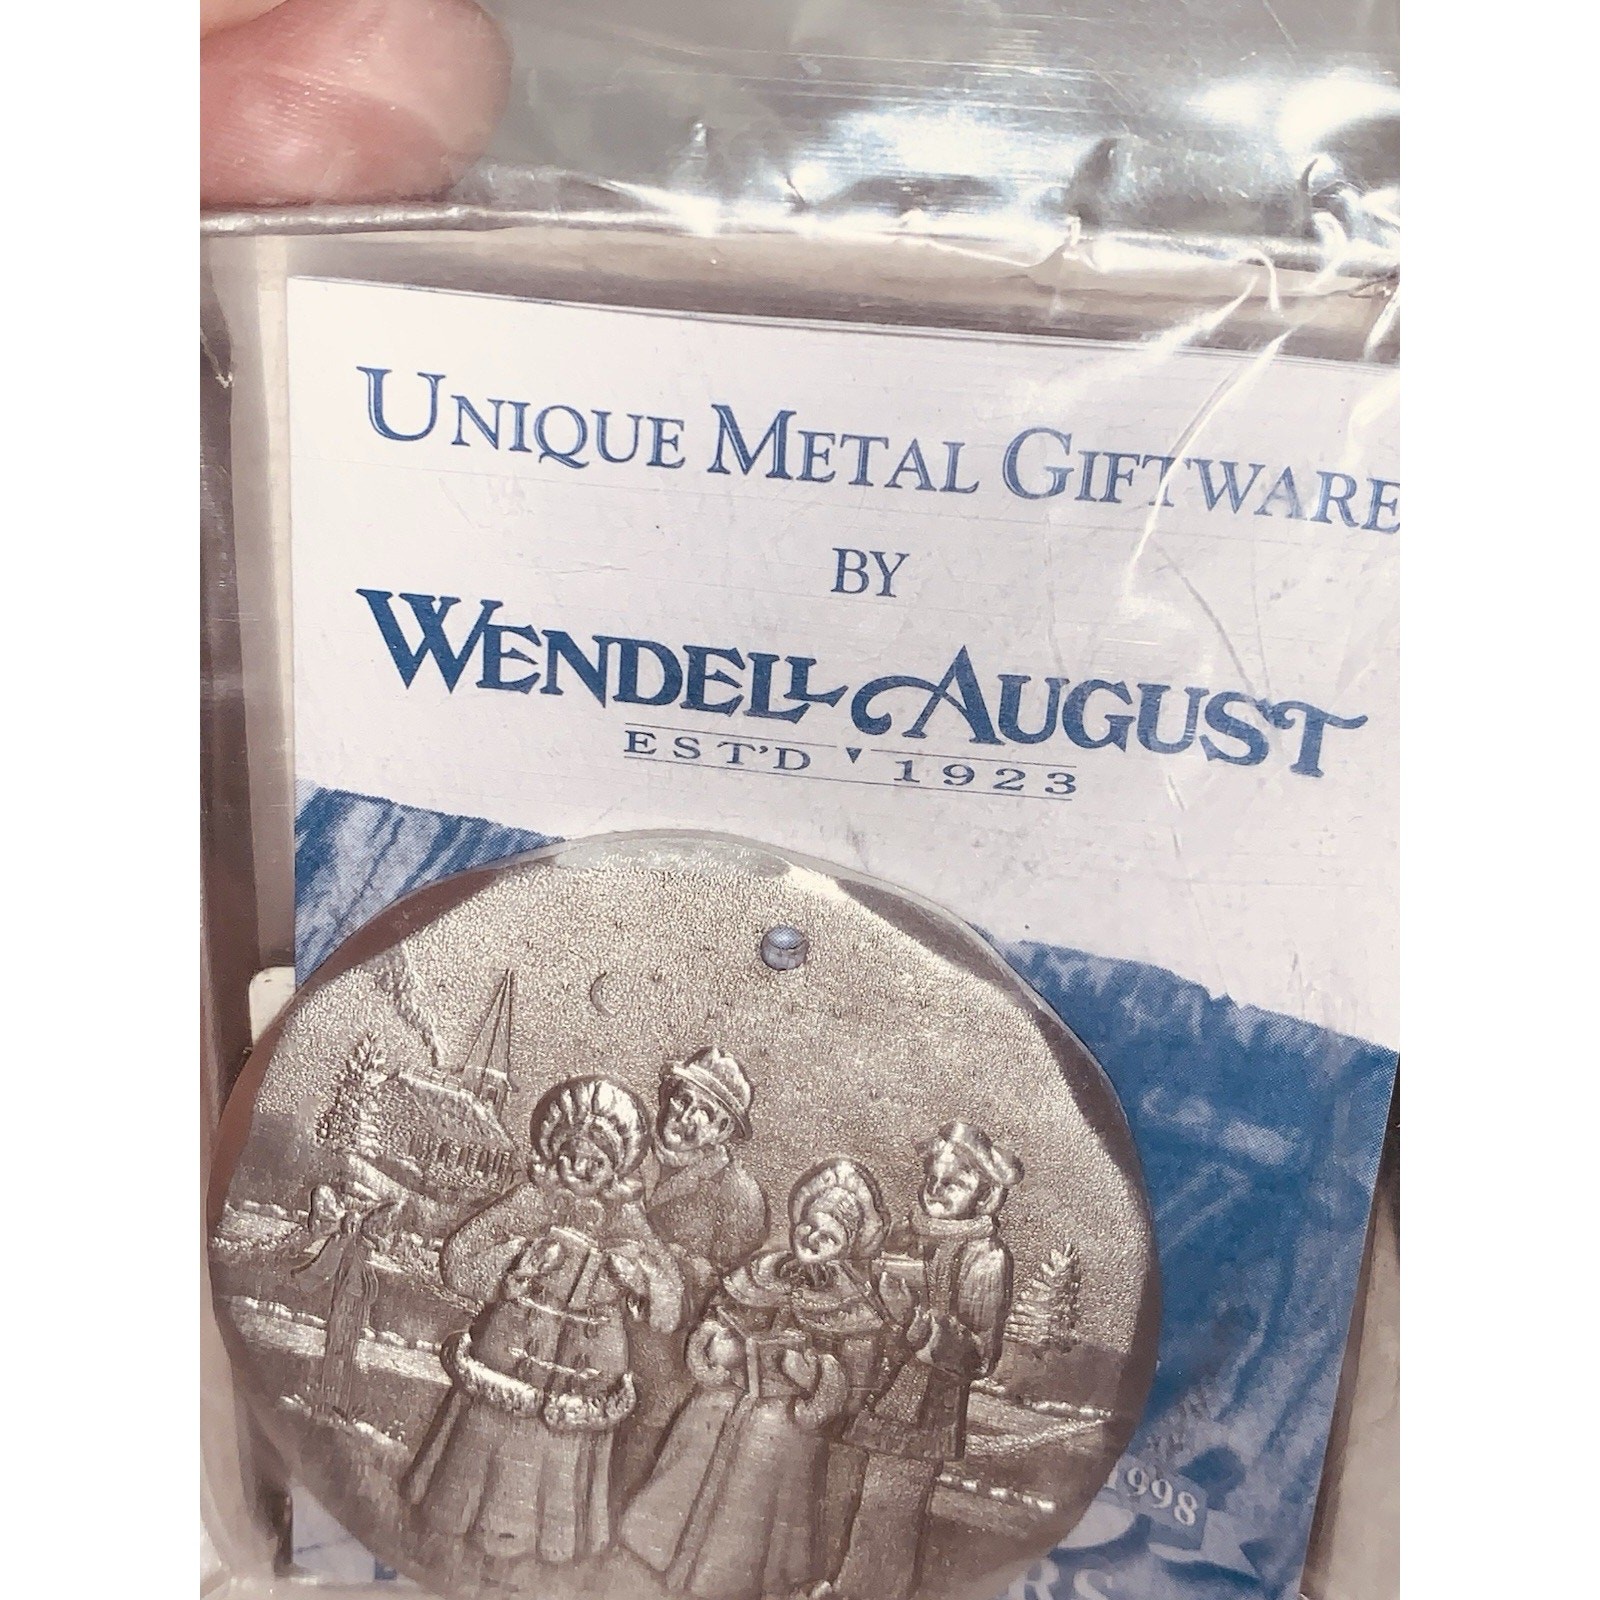 UNIQUE METAL GIFTWARE
BY
WENDELL AUGUST
EST'D 1923
1998